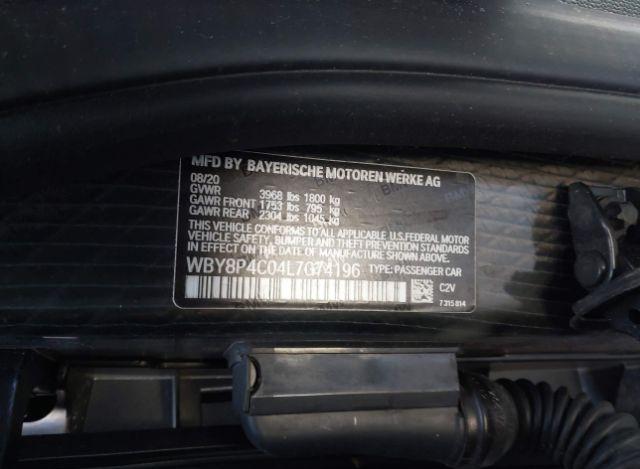 MFD BY BAYERISCHE MOTOREN WERKE AG
08/20
GVWR 3968 lbs 1800 kg
GAWR FRONT 1753 lbs 795 kg
GAWR REAR 2304 lbs 1045 kg
THIS VEHICLE CONFORMS TO ALL APPLICABLE U.S.FEDERAL MOTOR
VEHICLE SAFETY, BUMPER, AND THEFT PREVENTION
STANDARDS IN EFFECT ON THE
DATE OF MANUFACTURE SHOWN ABOVE.
WBY8P4C04L7G74196 TYPE: PASSENGER CAR
C2V
7 315 814